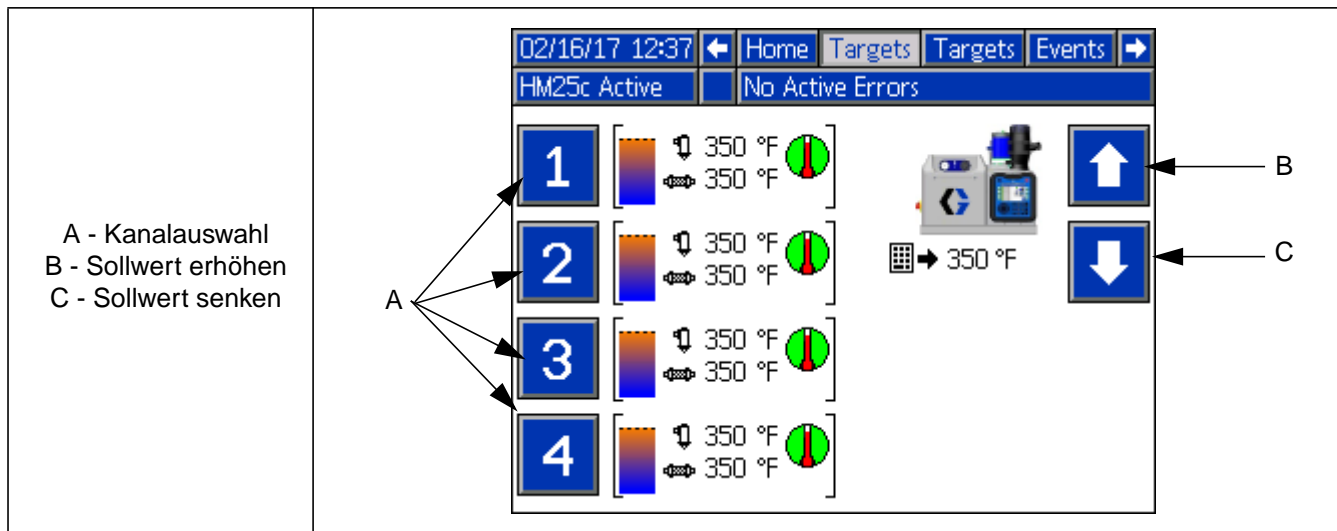 A - Kanalauswahl
B - Sollwert erhöhen
C - Sollwert senken
02/16/17 12:37 Home Targets Targets Events
HM25c Active No Active Errors
1 350 °F
350 °F
2 350 °F
350 °F
3 350 °F
350 °F
4 350 °F
350 °F
350 °F
A
B
C